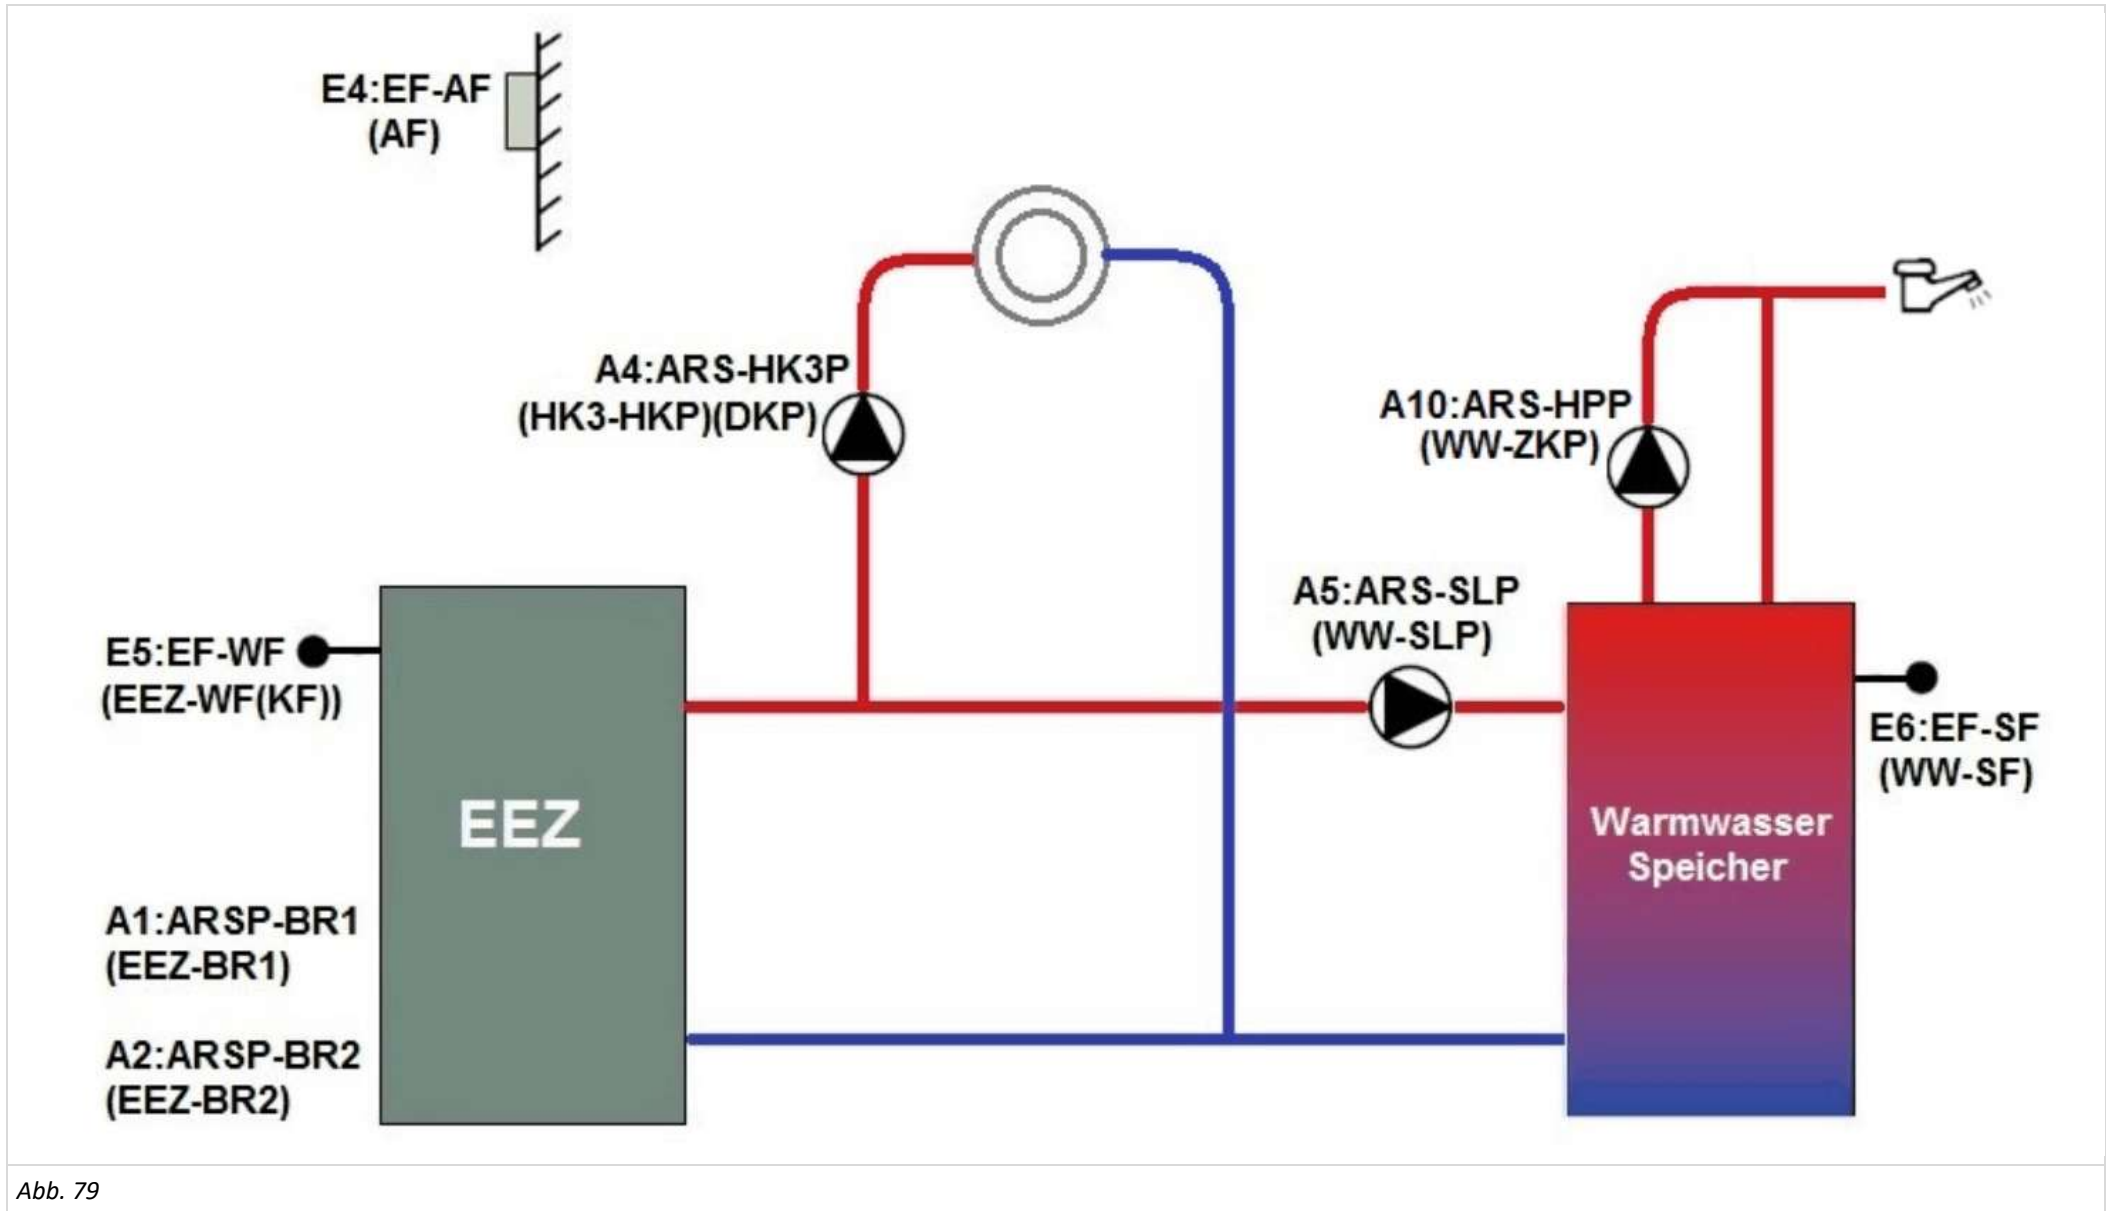 E4:EF-AF
(AF)
A4:ARS-HK3P
(HK3-HKP)(DKP)
A10:ARS-HPP
(WW-ZKP)
A5:ARS-SLP
(WW-SLP)
E5:EF-WF
(EEZ-WF(KF))
E6:EF-SF
(WW-SF)
EEZ
Warmwasser
Speicher
A1:ARSP-BR1
(EEZ-BR1)
A2:ARSP-BR2
(EEZ-BR2)
Abb. 79